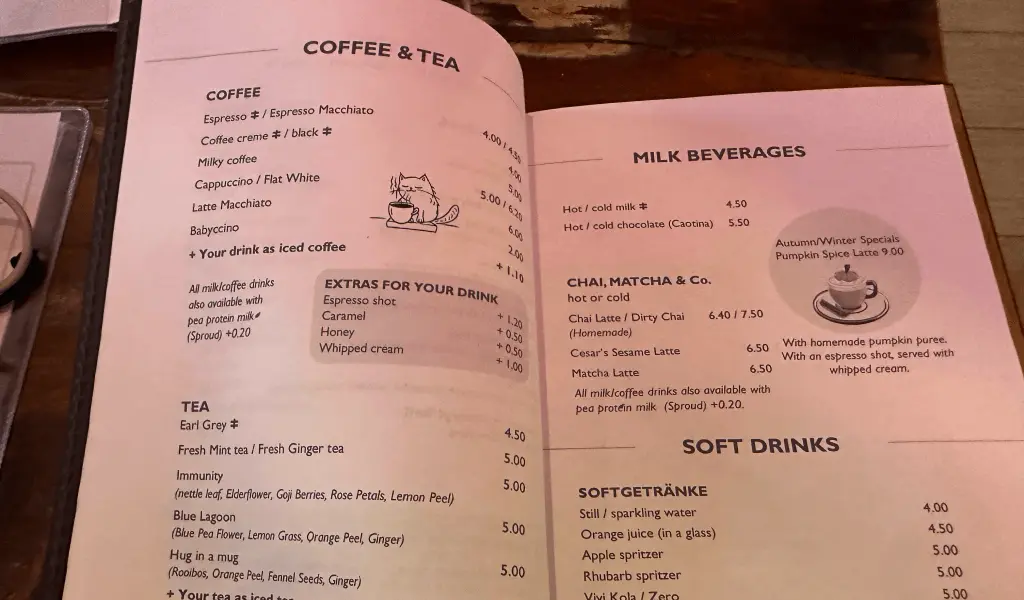 COFFEE & TEA
COFFEE
Espresso ⧧ / Espresso Macchiato 4.00 / 4.50
Coffee creme ⧧ / black ⧧ 4.00
Milky coffee 5.00
Cappuccino / Flat White 5.00 / 6.20
Latte Macchiato 6.00
Babyccino 2.00
+ Your drink as iced coffee + 1.10
All milk/coffee drinks
also available with
pea protein milk
(Sproud) +0.20
EXTRAS FOR YOUR DRINK
Espresso shot + 1.20
Caramel + 0.50
Honey + 0.50
Whipped cream + 1.00
TEA
Earl Grey ⧧ 4.50
Fresh Mint tea / Fresh Ginger tea 5.00
Immunity 5.00
(nettle leaf, Elderflower, Goji Berries, Rose Petals, Lemon Peel)
Blue Lagoon 5.00
(Blue Pea Flower, Lemon Grass, Orange Peel, Ginger)
Hug in a mug 5.00
(Rooibos, Orange Peel, Fennel Seeds, Ginger)
+ Your tea as iced tea
MILK BEVERAGES
Hot / cold milk ⧧ 4.50
Hot / cold chocolate (Caotina) 5.50
Autumn/Winter Specials
Pumpkin Spice Latte 9.00
With homemade pumpkin puree.
With an espresso shot, served with
whipped cream.
CHAI, MATCHA & Co.
hot or cold
Chai Latte / Dirty Chai 6.40 / 7.50
(Homemade)
Cesar's Sesame Latte 6.50
Matcha Latte 6.50
All milk/coffee drinks also available with
pea protein milk (Sproud) +0.20.
SOFT DRINKS
SOFTGETRÄNKE
Still / sparkling water 4.00
Orange juice (in a glass) 4.50
Apple spritzer 5.00
Rhubarb spritzer 5.00
Vivi Kola / Zero 5.00